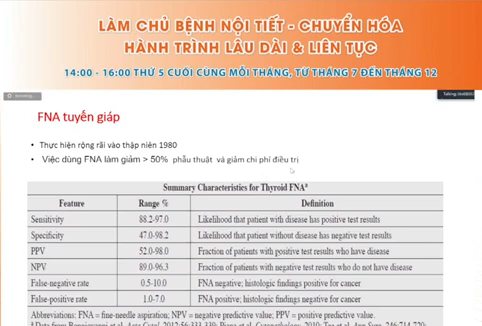 LÀM CHỦ BỆNH NỘI TIẾT - CHUYỂN HÓA
HÀNH TRÌNH LÂU DÀI & LIÊN TỤC
14:00 - 16:00 THỨ 5 CUỐI CÙNG MỖI THÁNG, TỪ THÁNG 7 ĐẾN THÁNG 12
FNA tuyến giáp
• Thực hiện rộng rãi vào thập niên 1980
• Việc dùng FNA làm giảm > 50% phẫu thuật và giảm chi phí điều trị
Summary Characteristics for Thyroid FNAª
Feature Range % Definition
Sensitivity 88.2-97.0 Likelihood that patient with disease has positive test results
Specificity 47.0-98.2 Likelihood that patient without disease has negative test results
PPV 52.0-98.0 Fraction of patients with positive test results who have disease
NPV 89.0-96.3 Fraction of patients with negative test results who do not have disease
False-negative rate 0.5-10.0 FNA negative; histologic findings positive for cancer
False-positive rate 1.0-7.0 FNA positive; histologic findings negative for cancer
Abbreviations: FNA = fine-needle aspiration; NPV = negative predictive value, PPV = positive predictive value.